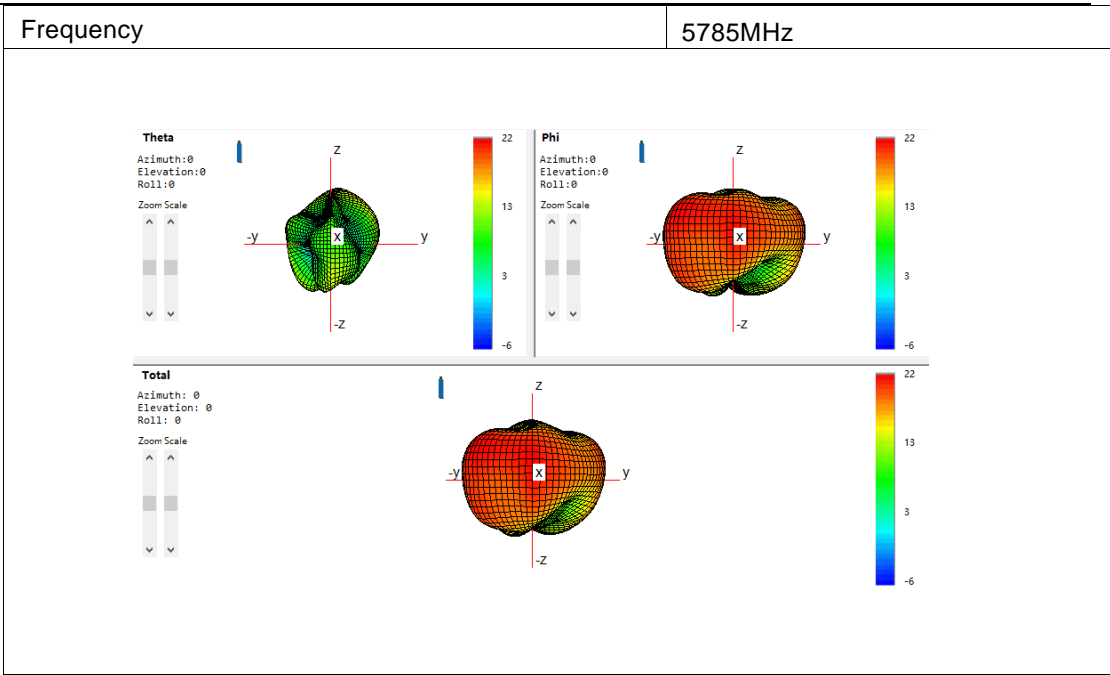 Frequency 5785MHz
Theta
Azimuth:0
Elevation:0
Roll:0
Zoom Scale
z
-y
x
y
-z
22
13
3
-6
Phi
Azimuth:0
Elevation:0
Roll:0
Zoom Scale
z
-y
x
y
-z
22
13
3
-6
Total
Azimuth: 0
Elevation: 0
Roll: 0
Zoom Scale
z
-y
x
y
-z
22
13
3
-6